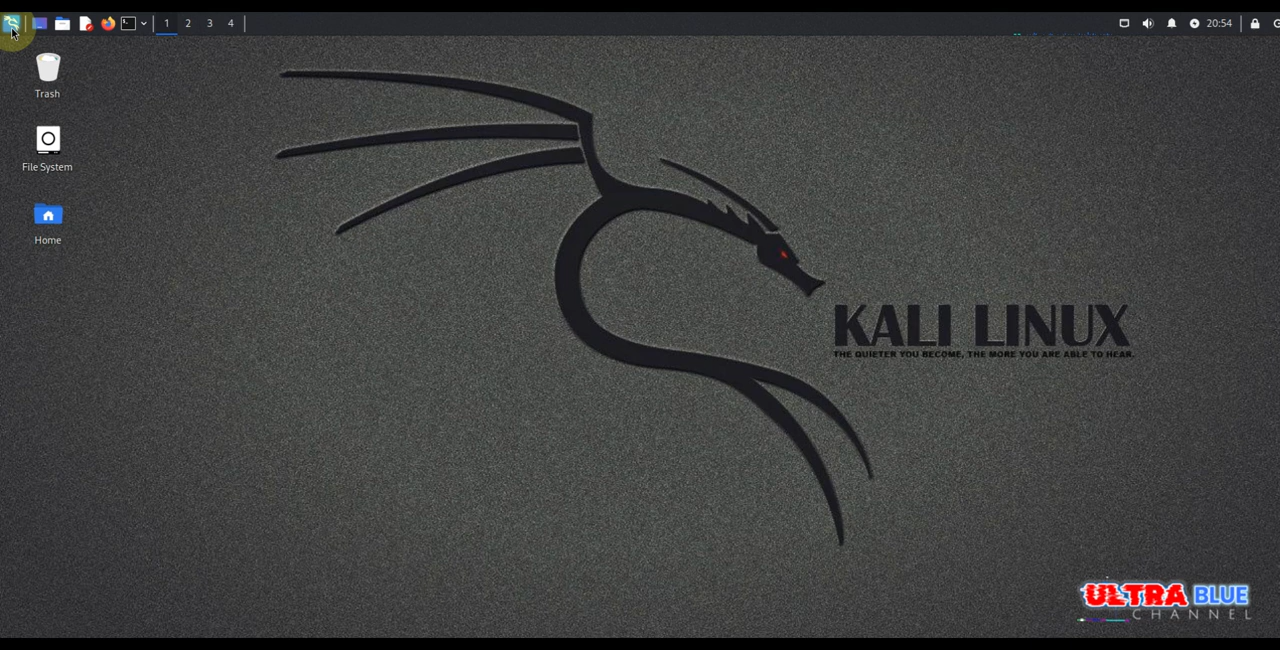 1 2 3 4
20:54
Trash
File System
Home
KALI LINUX
THE QUIETER YOU BECOME, THE MORE YOU ARE ABLE TO HEAR.
ULTRA BLUE
CHANNEL